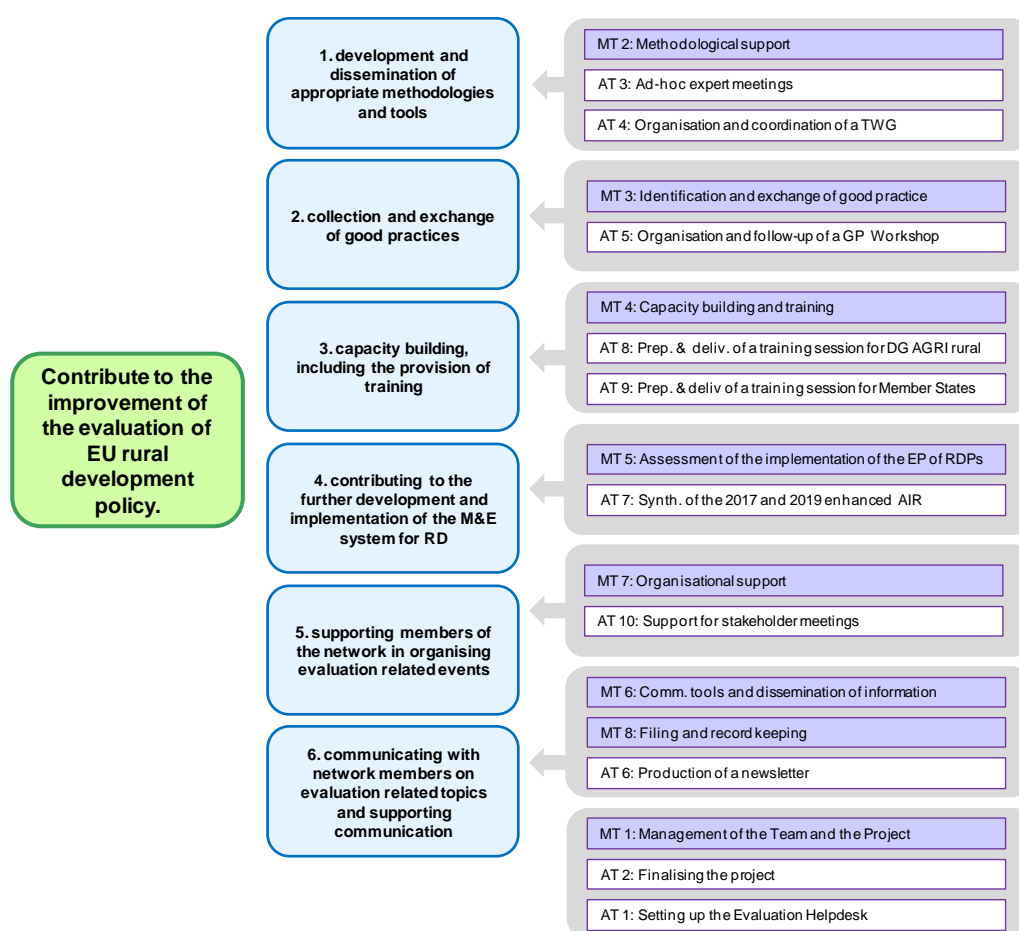 Contribute to the
improvement of
the evaluation of
EU rural
development
policy.
1. development and
dissemination of
appropriate methodologies
and tools
2. collection and exchange
of good practices
3. capacity building,
including the provision of
training
4. contributing to the
further development and
implementation of the M&E
system for RD
5. supporting members of
the network in organising
evaluation related events
6. communicating with
network members on
evaluation related topics
and supporting
communication
MT 2: Methodological support
AT 3: Ad-hoc expert meetings
AT 4: Organisation and coordination of a TWG
MT 3: Identification and exchange of good practice
AT 5: Organisation and follow-up of a GP Workshop
MT 4: Capacity building and training
AT 8: Prep. & deliv. of a training session for DG AGRI rural
AT 9: Prep. & deliv of a training session for Member States
MT 5: Assessment of the implementation of the EP of RDPs
AT 7: Synth. of the 2017 and 2019 enhanced AIR
MT 7: Organisational support
AT 10: Support for stakeholder meetings
MT 6: Comm. tools and dissemination of information
MT 8: Filing and record keeping
AT 6: Production of a newsletter
MT 1: Management of the Team and the Project
AT 2: Finalising the project
AT 1: Setting up the Evaluation Helpdesk